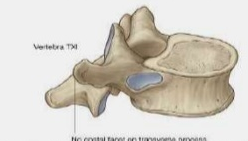 Vertebra TXI
No costal facet on transverse process